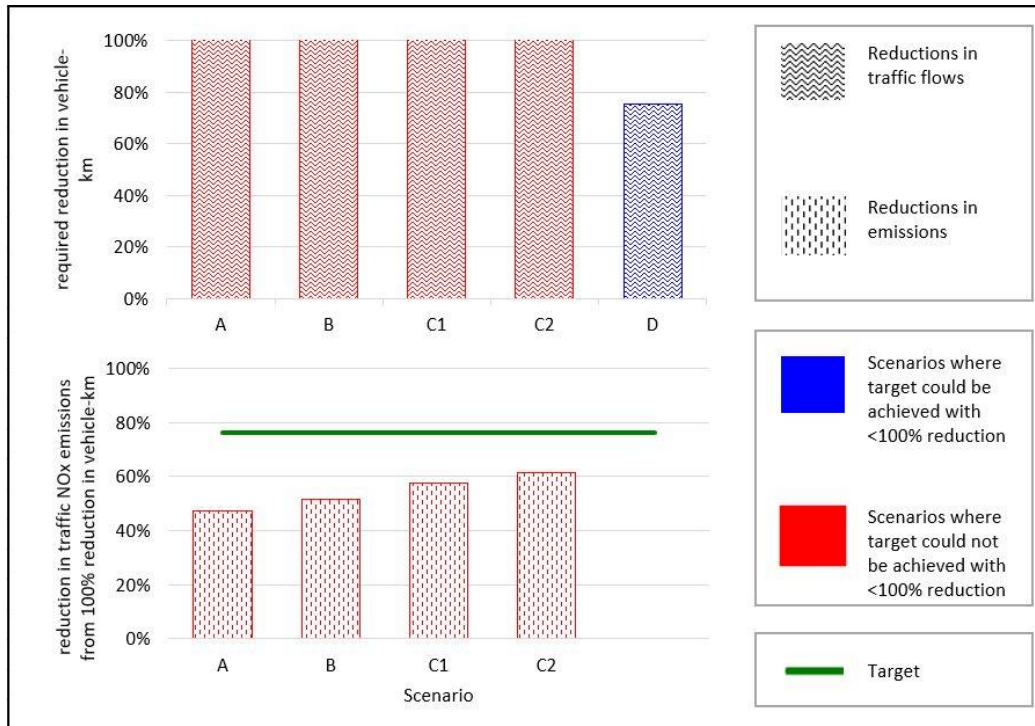 100%
80%
60%
40%
20%
0%
required reduction in vehicle-
km
A B C1 C2 D
100%
80%
60%
40%
20%
0%
reduction in traffic NOx emissions
from 100% reduction in vehicle-km
A B C1 C2
Scenario
Reductions in
traffic flows
Reductions in
emissions
Scenarios where
target could be
achieved with
<100% reduction
Scenarios where
target could not
be achieved with
<100% reduction
Target